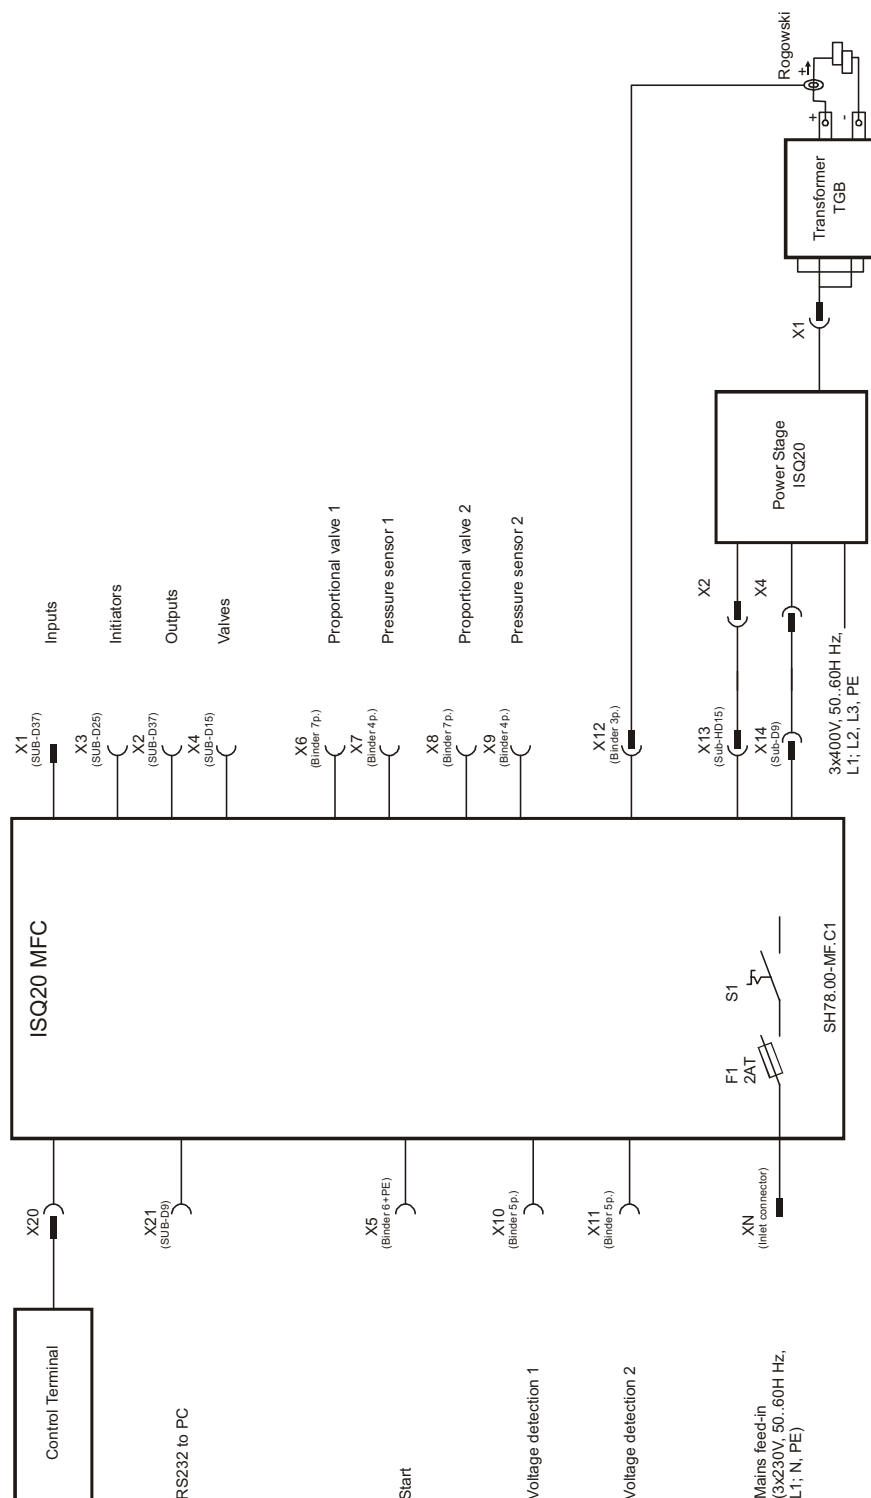 Control Terminal
RS232 to PC
Start
Voltage detection 1
Voltage detection 2
Mains feed-in
(3x230V, 50..60H Hz,
L1; N, PE)
X20
X21
(SUB-D9)
X5
(Binder 6+PE)
X10
(Binder 5p.)
X11
(Binder 5p.)
XN
(Inlet connector)
ISQ20 MFC
F1
2AT
S1
SH78.00-MF.C1
X1
(SUB-D37)
Inputs
X3
(SUB-D25)
Initiators
X2
(SUB-D37)
Outputs
X4
(SUB-D15)
Valves
X6
(Binder 7p.)
Proportional valve 1
X7
(Binder 4p.)
Pressure sensor 1
X8
(Binder 7p.)
Proportional valve 2
X9
(Binder 4p.)
Pressure sensor 2
X12
(Binder 3p.)
X13
(Sub-HD15)
X14
(Sub-D9)
X2
X4
3x400V, 50..60H Hz,
L1; L2, L3, PE
Power Stage
ISQ20
X1
Transformer
TGB
+
-
+
Rogowski